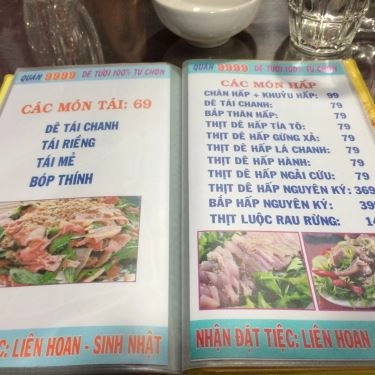 QUÁN 9999 DÊ TƯƠI 100% TỰ CHỌN
CÁC MÓN TÁI: 69
DÊ TÁI CHANH
TÁI RIỀNG
TÁI MẺ
BÓP THÍNH
C: LIÊN HOAN - SINH NHẬT
QUÁN 9999 DÊ TƯƠI 100% TỰ CHỌN
CÁC MÓN HẤP
CHÂN HẤP + KHUỶU HẤP: 99
DÊ TÁI CHANH: 79
BẮP THĂN HẤP: 79
THỊT DÊ HẤP TÍA TÔ: 79
THỊT DÊ HẤP GỪNG XẢ: 79
THỊT DÊ HẤP LÁ CHANH: 79
THỊT DÊ HẤP HÀNH: 79
THỊT DÊ HẤP NGẢI CỨU: 79
THỊT DÊ HẤP NGUYÊN KÝ: 369
BẮP HẤP NGUYÊN KÝ: 39
THỊT LUỘC RAU RỪNG: 14
NHẬN ĐẶT TIỆC: LIÊN HOAN